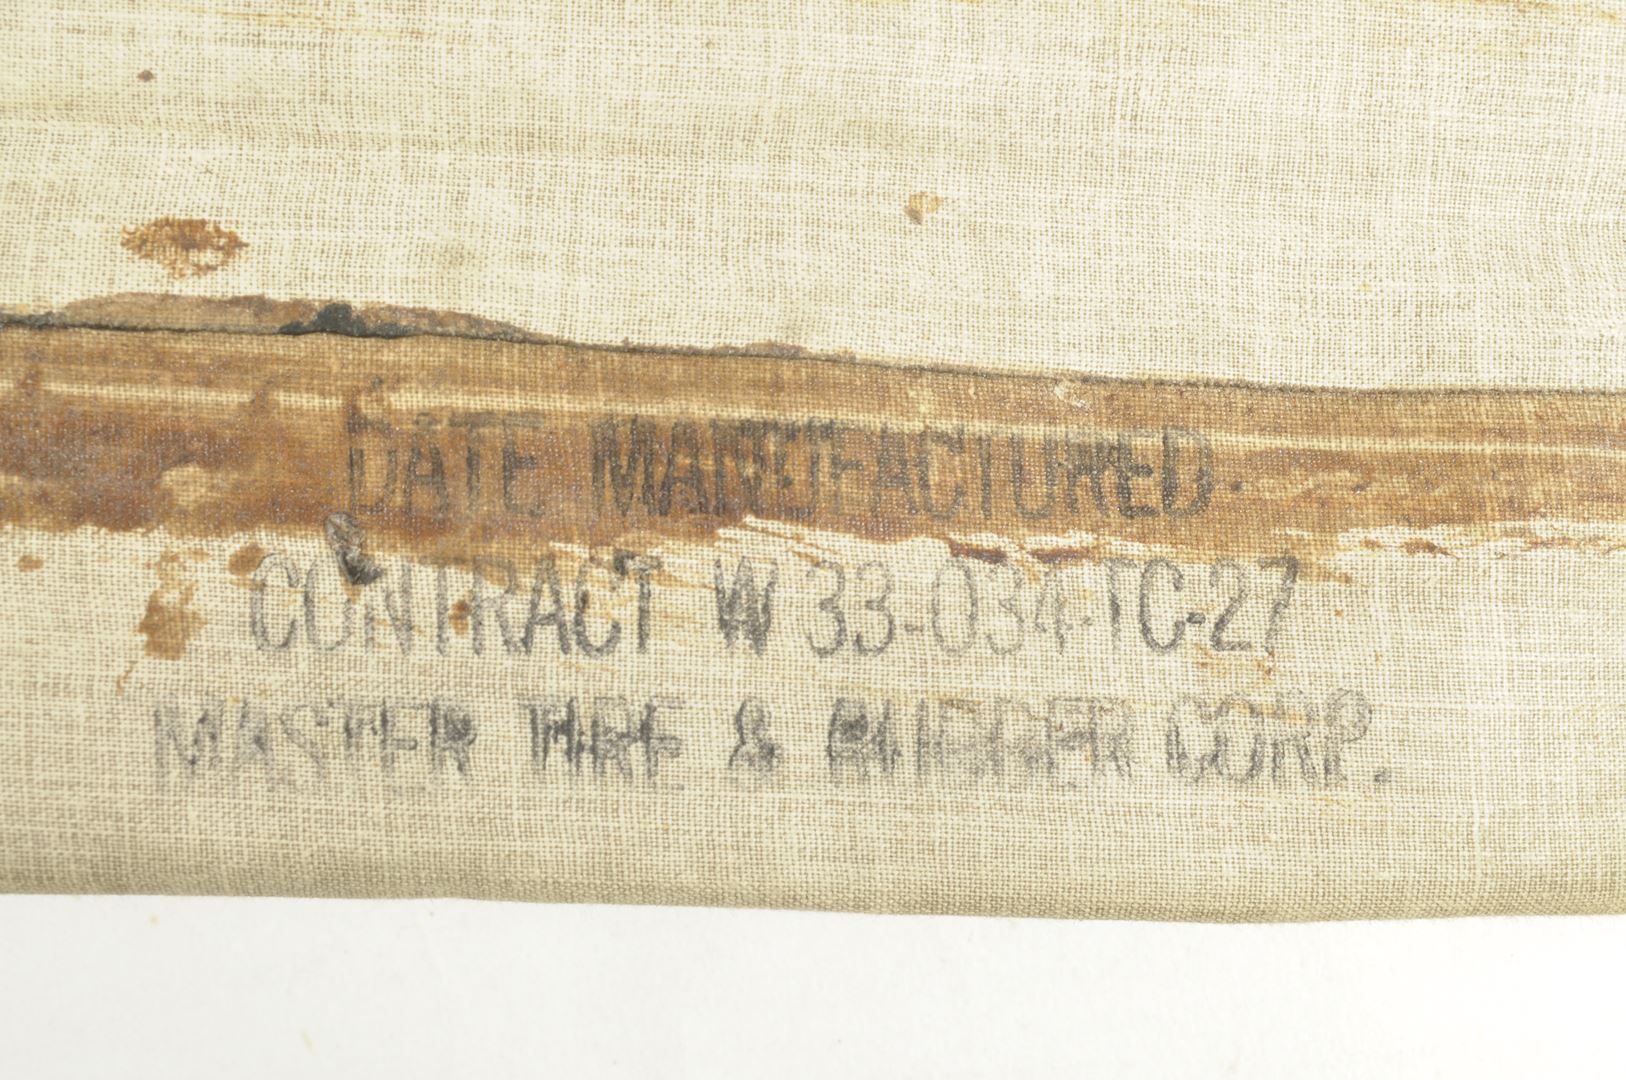 DATE MANUFACTURED.
CONTRACT W 33-034-TC-27
MASTER TIRE & RUBBER CORP.